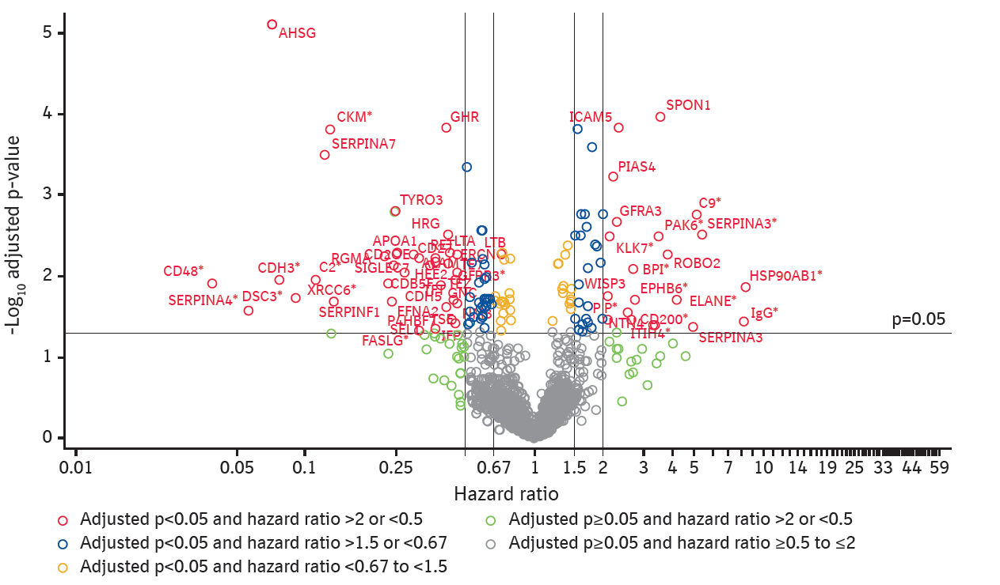 5
AHSG
4
CKM*
GHR
ICAM5
SPON1
SERPINA7
PIAS4
3
TYRO3
GFRA3
C9*
HRG
PAK6*
SERPINA3*
APOA1
LTA
LTB
KLK7*
RGMA
ROBO2
CD48*
CDH3*
C2*
SIGLEC7
HEE2
2
WISP3
BPI*
HSP90AB1*
SERPINA4*
DSC3*
XRCC6*
CDH5
EPHB6*
ELANE*
SERPINF1
EFNA2
IgG*
NTN4
CD200*
p=0.05
FASLG*
ITIH4*
SERPINA3
1
0
-Log10 adjusted p-value
0.01 0.05 0.1 0.25 0.67 1 1.5 2 3 4 5 7 10 14 19 25 33 44 59
Hazard ratio
Adjusted p<0.05 and hazard ratio >2 or <0.5
Adjusted p≥0.05 and hazard ratio >2 or <0.5
Adjusted p<0.05 and hazard ratio >1.5 or <0.67
Adjusted p≥0.05 and hazard ratio ≥0.5 to ≤2
Adjusted p<0.05 and hazard ratio <0.67 to <1.5